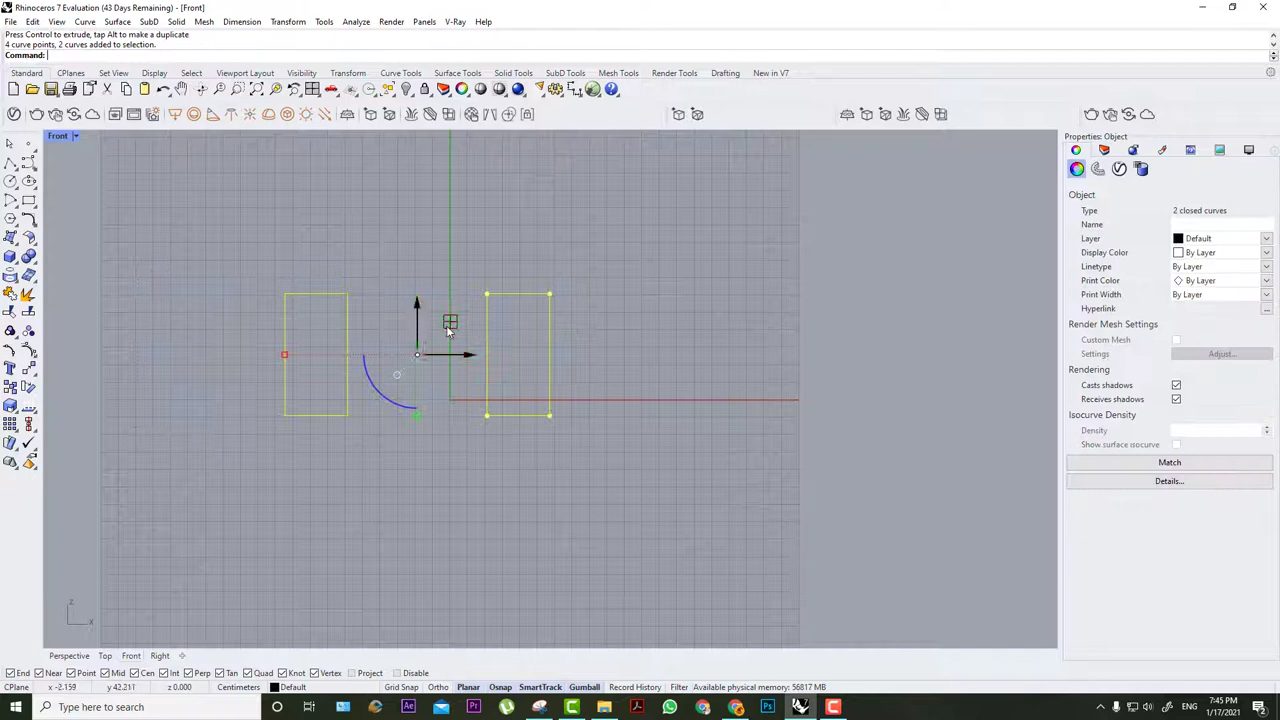 Rhinoceros 7 Evaluation (43 Days Remaining) - [Front]
File Edit View Curve Surface SubD Solid Mesh Dimension Transform Tools Analyze Render Panels V-Ray Help
Press Control to extrude, tap Alt to make a duplicate
4 curve points, 2 curves added to selection.
Command:
Standard CPlanes Set View Display Select Viewport Layout Visibility Transform Curve Tools Surface Tools Solid Tools SubD Tools Mesh Tools Render Tools Drafting New in V7
Front
Properties: Object
Object
Type 2 closed curves
Name
Layer Default
Display Color By Layer
Linetype By Layer
Print Color By Layer
Print Width By Layer
Hyperlink ...
Render Mesh Settings
Custom Mesh
Settings Adjust...
Rendering
Casts shadows
Receives shadows
Isocurve Density
Density
Show surface isocurve
Match
Details...
z
x
Perspective Top Front Right
End Near Point Mid Cen Int Perp Tan Quad Knot Vertex Project Disable
CPlane x -2.159 y 42.211 z 0.000 Centimeters Default Grid Snap Ortho Planar Osnap SmartTrack Gumball Record History Filter Available physical memory: 56817 MB
Type here to search
Ae Pr Ps ENG 7:45 PM
1/17/2021